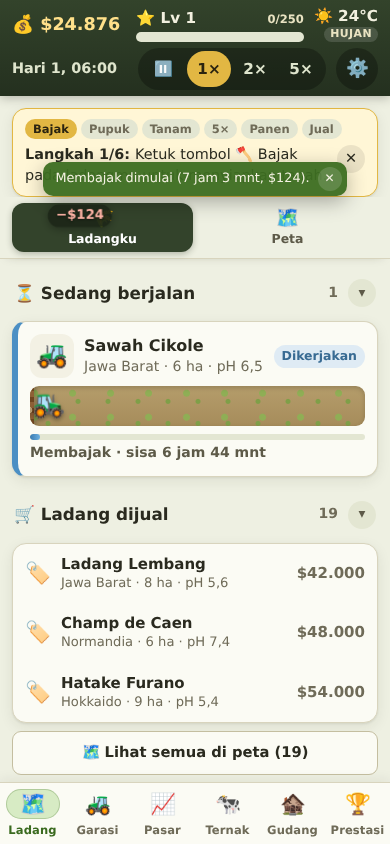 $24.876
Lv 1
0/250
24°C
HUJAN
Hari 1, 06:00
1×
2×
5×
Bajak
Pupuk
Tanam
5×
Panen
Jual
Langkah 1/6: Ketuk tombol Bajak
Membajak dimulai (7 jam 3 mnt, $124).
−$124
Ladangku
Peta
Sedang berjalan
1
Sawah Cikole
Jawa Barat · 6 ha · pH 6,5
Dikerjakan
Membajak · sisa 6 jam 44 mnt
Ladang dijual
19
Ladang Lembang
Jawa Barat · 8 ha · pH 5,6
$42.000
Champ de Caen
Normandia · 6 ha · pH 7,4
$48.000
Hatake Furano
Hokkaido · 9 ha · pH 5,4
$54.000
Lihat semua di peta (19)
Ladang
Garasi
Pasar
Ternak
Gudang
Prestasi